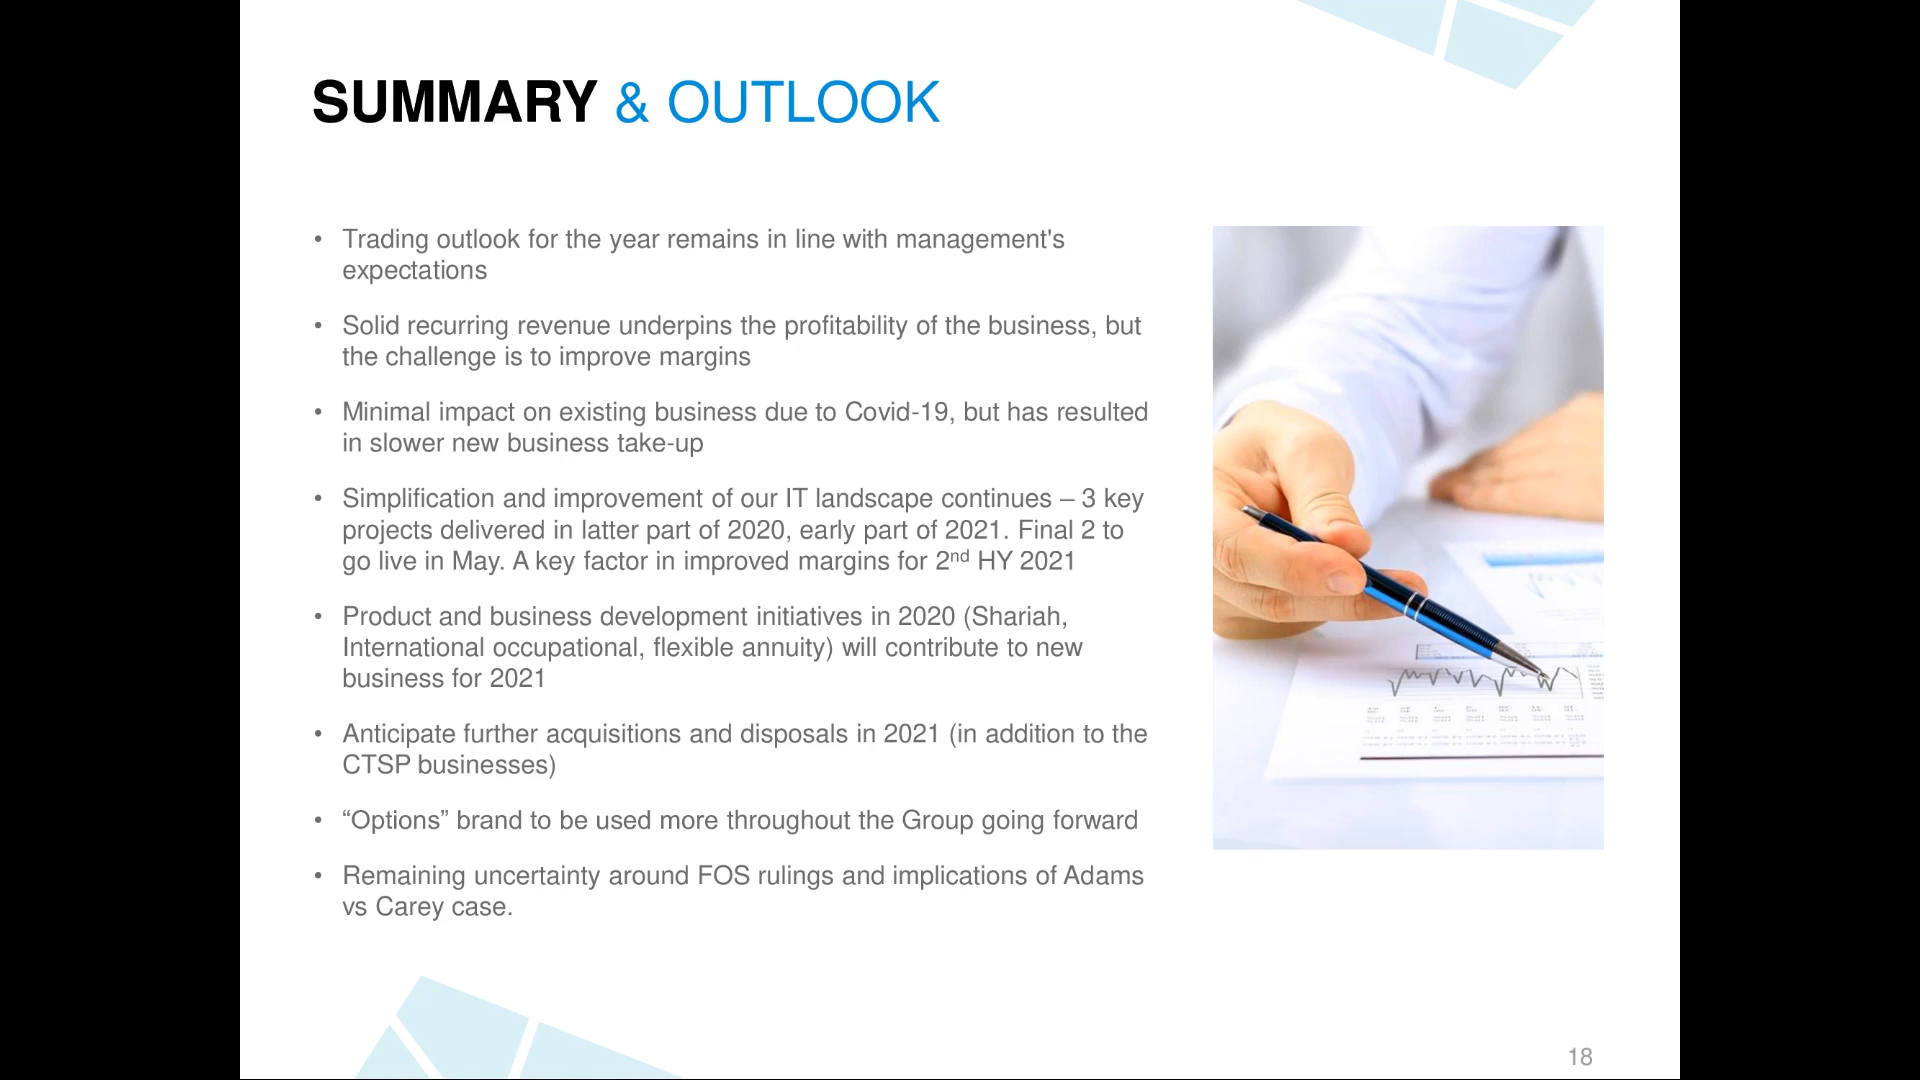 SUMMARY & OUTLOOK
• Trading outlook for the year remains in line with management's
expectations
• Solid recurring revenue underpins the profitability of the business, but
the challenge is to improve margins
• Minimal impact on existing business due to Covid-19, but has resulted
in slower new business take-up
• Simplification and improvement of our IT landscape continues – 3 key
projects delivered in latter part of 2020, early part of 2021. Final 2 to
go live in May. A key factor in improved margins for 2nd HY 2021
• Product and business development initiatives in 2020 (Shariah,
International occupational, flexible annuity) will contribute to new
business for 2021
• Anticipate further acquisitions and disposals in 2021 (in addition to the
CTSP businesses)
• “Options” brand to be used more throughout the Group going forward
• Remaining uncertainty around FOS rulings and implications of Adams
vs Carey case.
18